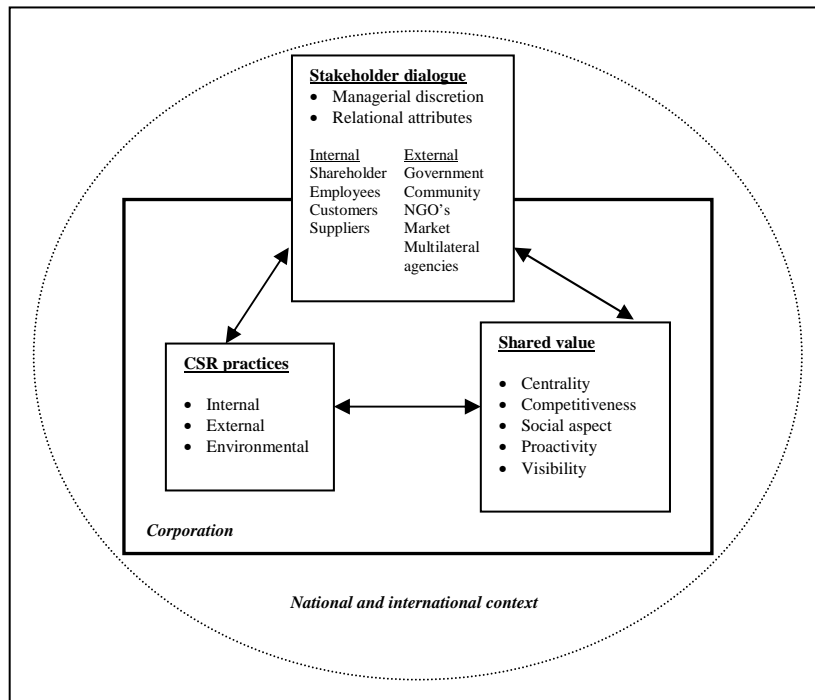 Stakeholder dialogue
• Managerial discretion
• Relational attributes
Internal External
Shareholder Government
Employees Community
Customers NGO's
Suppliers Market
Multilateral
agencies
CSR practices
• Internal
• External
• Environmental
Shared value
• Centrality
• Competitiveness
• Social aspect
• Proactivity
• Visibility
Corporation
National and international context